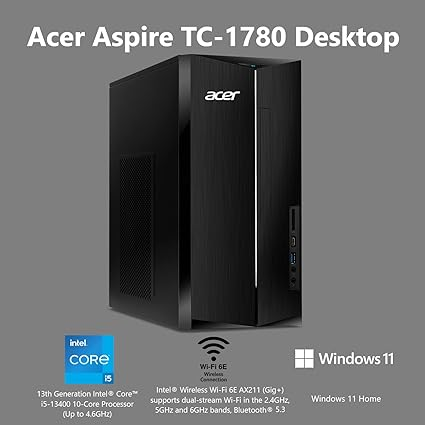 Acer Aspire TC-1780 Desktop
acer
intel
CORE
i5
Wi-Fi 6E
Wireless
Connection
Windows 11
13th Generation Intel® Core™
i5-13400 10-Core Processor
(Up to 4.6GHz)
Intel® Wireless Wi-Fi 6E AX211 (Gig+)
supports dual-stream Wi-Fi in the 2.4GHz,
5GHz and 6GHz bands, Bluetooth® 5.3
Windows 11 Home